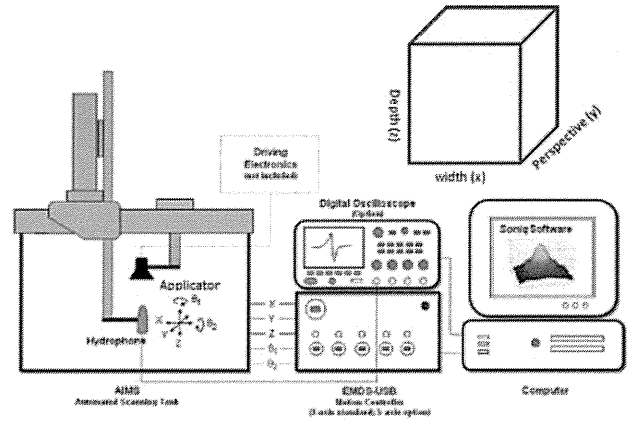 Depth (z)
Perspective (y)
width (x)
Driving
Electronics
(not included)
Digital Oscilloscope
(Option)
Soniq Software
Applicator
θ₁
X
Y
Z
θ₂
Hydrophone
X
Y
Z
θ₁
θ₂
AIMS
Automated Scanning Tank
EMDS-USB
Motion Controller
(3 axis standard; 5 axis option)
Computer